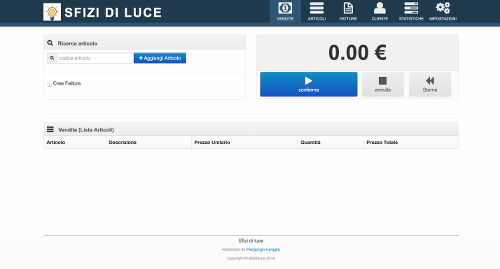 SFIZI DI LUCE
VENDITE ARTICOLI FATTURE CLIENTE STATISTICHE IMPOSTAZIONI
Ricerca articolo
codice articolo
Aggiungi Articolo
Crea Fattura
0.00 €
conferma annulla Storna
Vendita (Lista Articoli)
Articolo Descrizione Prezzo Unitario Quantità Prezzo Totale
Sfizi di luce
Realizzato da Piergiorgio Faraglia
Copyright © sfizidiluce 2014